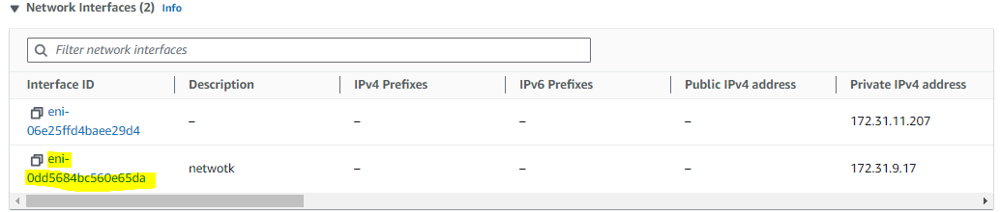 Network Interfaces (2) Info
Filter network interfaces
Interface ID Description IPv4 Prefixes IPv6 Prefixes Public IPv4 address Private IPv4 address
eni-
06e25ffd4baee29d4 – – – – 172.31.11.207
eni-
0dd5684bc560e65da netwotk – – – 172.31.9.17